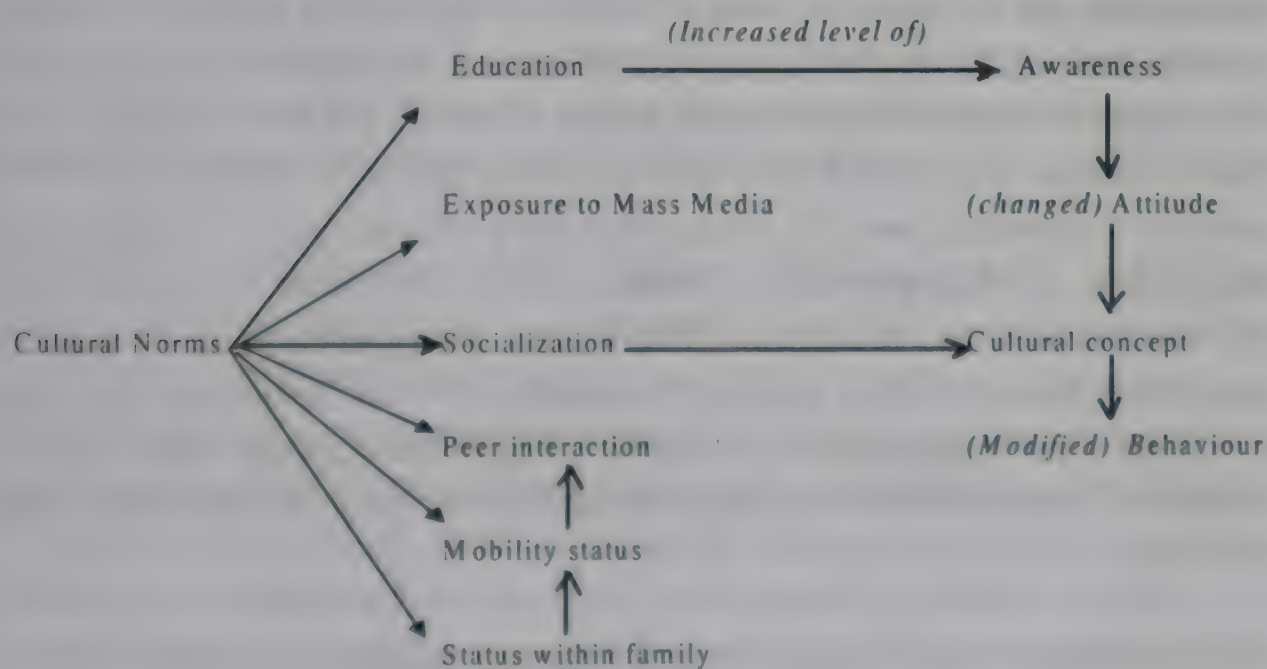 (Increased level of)
Education Awareness
Exposure to Mass Media (changed) Attitude
Cultural Norms Socialization Cultural concept
Peer interaction (Modified) Behaviour
Mobility status
Status within family